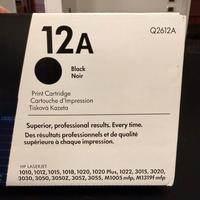 12A
Q2612A
Black
Noir
Print Cartridge
Cartouche d'Impression
Tisková Kazeta
Superior, professional results. Every time.
Des résultats professionnels et de qualité
supérieure à chaque impression.
HP LASERJET
1010, 1012, 1015, 1018, 1020, 1020 Plus, 1022, 3015, 3020,
3030, 3050, 3050Z, 3052, 3055, M1005 mfp, M1319f mfp